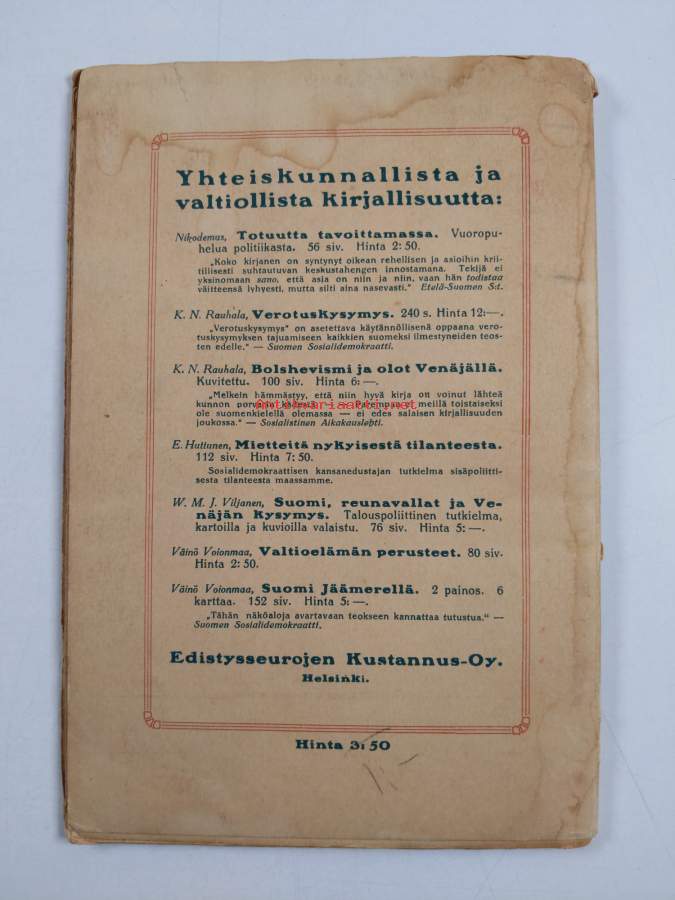 Yhteiskunnallista ja
valtiollista kirjallisuutta:
Nikodemus, Totuutta tavoittamassa. Vuoropu-
helua politiikasta. 56 siv. Hinta 2:50.
„Koko kirjanen on syntynyt oikean rehellisen ja asioihin krii-
tillisesti suhtautuvan keskustahengen innostamana. Tekijä ei
yksinomaan sano, että asia on niin ja niin, vaan hän todistaa
väitteensä lyhyesti, mutta silti aina nasevasti." Etelä-Suomen S:t.
K. N. Rauhala, Verotuskysymys. 240 s. Hinta 12:—.
„Verotuskysymys" on asetettava käytännöllisenä oppaana vero-
tuskysymyksen tajuamiseen kaikkien suomeksi ilmestyneiden teos-
ten edelle." — Suomen Sosialidemokraatti.
K. N. Rauhala, Bolshevismi ja olot Venäjällä.
Kuvitettu. 100 siv. Hinta 6:—.
„Melkein hämmästyy, että niin hyvä kirja on voinut lähteä
kunnon porvarin kädestä. — Parempaa ei meillä toistaiseksi
ole suomenkielellä olemassa — ei edes salaisen kirjallisuuden
joukossa." — Sosialistinen Aikakauslehti.
antikvariaatti.net
E. Huttunen, Mietteitä nykyisestä tilanteesta.
112 siv. Hinta 7:50.
Sosialidemokraattisen kansanedustajan tutkielma sisäpoliitti-
sesta tilanteesta maassamme.
W. M. J. Viljanen, Suomi, reunavallat ja Ve-
näjän kysymys. Talouspoliittinen tutkielma,
kartoilla ja kuvioilla valaistu. 76 siv. Hinta 5:—.
Väinö Voionmaa, Valtioelämän perusteet. 80 siv.
Hinta 2:50.
Väinö Voionmaa, Suomi Jäämerellä. 2 painos. 6
karttaa. 152 siv. Hinta 5:—.
„Tähän näköaloja avartavaan teokseen kannattaa tutustua." —
Suomen Sosialidemokraatti.
Edistysseurojen Kustannus-Oy.
Helsinki.
Hinta 3:50
1:-